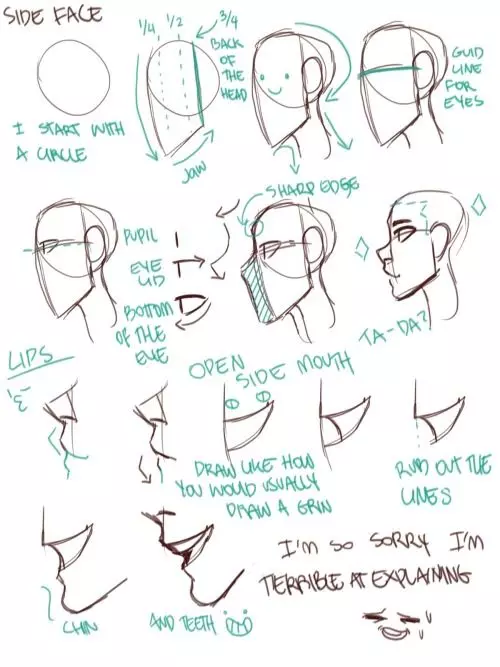 SIDE FACE
1/4 1/2 3/4
BACK
OF
THE
HEAD
I START WITH
A CIRCLE
JAW
GUID
LINE
FOR
EYES
SHARP EDGE
PUPIL
EYE
LID
BOTTOM
OF THE
EYE
TA-DA?
LIPS
OPEN
SIDE MOUTH
DRAW LIKE HOW
YOU WOULD USUALLY
DRAW A GRIN
RUB OUT THE
LINES
CHIN
AND TEETH
I'M SO SORRY I'M
TERRIBLE AT EXPLAINING